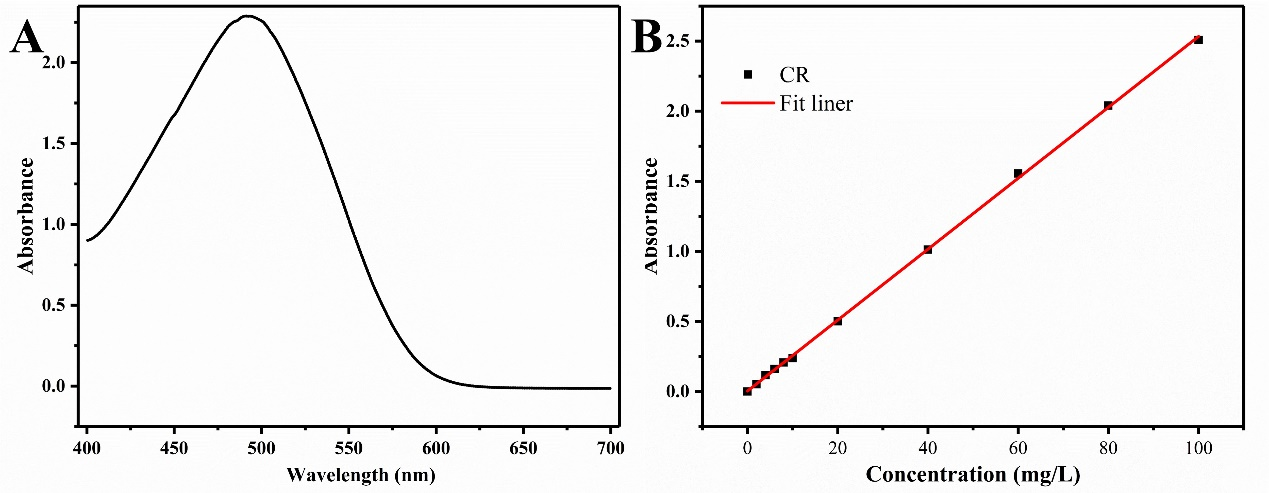 A
Absorbance
2.0
1.5
1.0
0.5
0.0
400 450 500 550 600 650 700
Wavelength (nm)
B
Absorbance
2.5
2.0
1.5
1.0
0.5
0.0
CR
Fit liner
0 20 40 60 80 100
Concentration (mg/L)